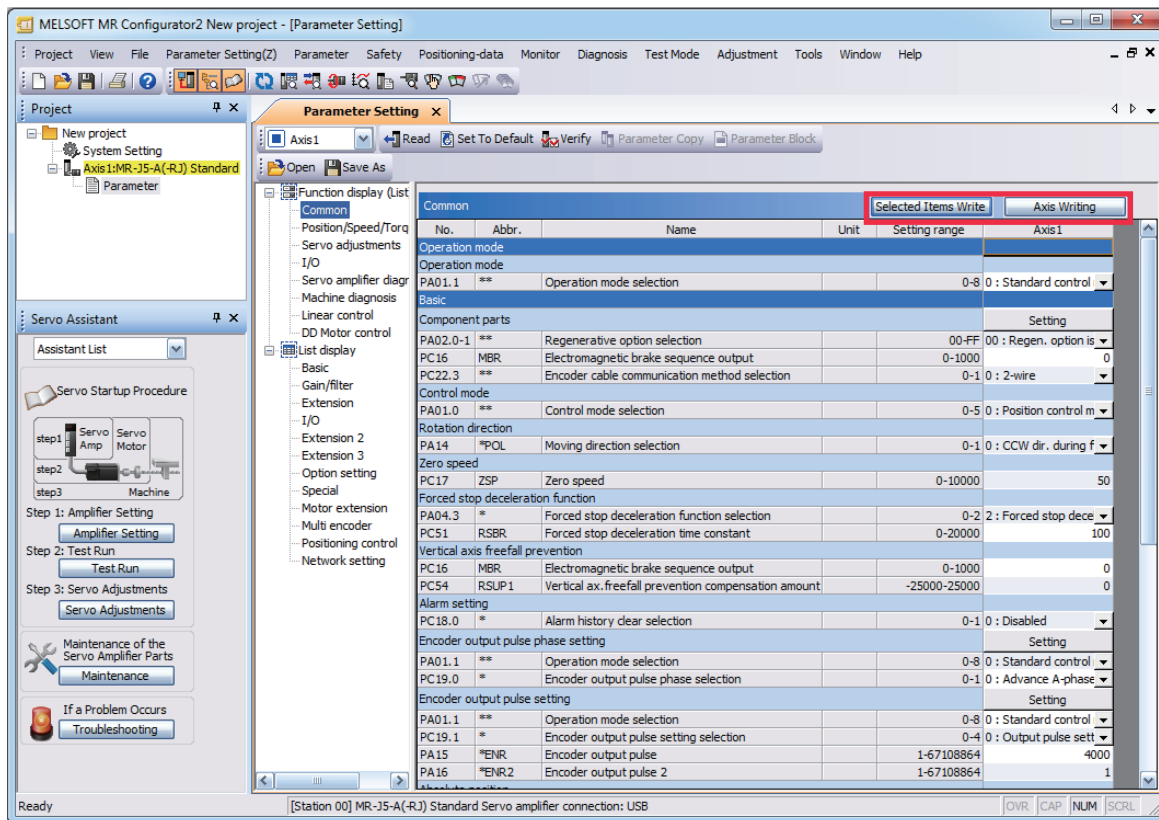 MELSOFT MR Configurator2 New project - [Parameter Setting]
Project View File Parameter Setting(Z) Parameter Safety Positioning-data Monitor Diagnosis Test Mode Adjustment Tools Window Help
Project
New project
System Setting
Axis1:MR-J5-A(-RJ) Standard
Parameter
Servo Assistant
Assistant List
Servo Startup Procedure
step1 Servo Amp Servo Motor
step2
step3 Machine
Step 1: Amplifier Setting
Amplifier Setting
Step 2: Test Run
Test Run
Step 3: Servo Adjustments
Servo Adjustments
Maintenance of the
Servo Amplifier Parts
Maintenance
If a Problem Occurs
Troubleshooting
Parameter Setting
Axis1 Read Set To Default Verify Parameter Copy Parameter Block
Open Save As
Function display (List
Common
Position/Speed/Torq
Servo adjustments
I/O
Servo amplifier diagr
Machine diagnosis
Linear control
DD Motor control
List display
Basic
Gain/filter
Extension
I/O
Extension 2
Extension 3
Option setting
Special
Motor extension
Multi encoder
Positioning control
Network setting
Common Selected Items Write Axis Writing
No. Abbr. Name Unit Setting range Axis1
Operation mode
Operation mode
PA01.1 ** Operation mode selection 0-8 0 : Standard control
Basic
Component parts Setting
PA02.0-1 ** Regenerative option selection 00-FF 00 : Regen. option is
PC16 MBR Electromagnetic brake sequence output 0-1000 0
PC22.3 ** Encoder cable communication method selection 0-1 0 : 2-wire
Control mode
PA01.0 ** Control mode selection 0-5 0 : Position control m
Rotation direction
PA14 *POL Moving direction selection 0-1 0 : CCW dir. during f
Zero speed
PC17 ZSP Zero speed 0-10000 50
Forced stop deceleration function
PA04.3 * Forced stop deceleration function selection 0-2 2 : Forced stop dece
PC51 RSBR Forced stop deceleration time constant 0-20000 100
Vertical axis freefall prevention
PC16 MBR Electromagnetic brake sequence output 0-1000 0
PC54 RSUP1 Vertical ax.freefall prevention compensation amount -25000-25000 0
Alarm setting
PC18.0 * Alarm history clear selection 0-1 0 : Disabled
Encoder output pulse phase setting Setting
PA01.1 ** Operation mode selection 0-8 0 : Standard control
PC19.0 * Encoder output pulse phase selection 0-1 0 : Advance A-phase
Encoder output pulse setting Setting
PA01.1 ** Operation mode selection 0-8 0 : Standard control
PC19.1 * Encoder output pulse setting selection 0-4 0 : Output pulse sett
PA15 *ENR Encoder output pulse 1-67108864 4000
PA16 *ENR2 Encoder output pulse 2 1-67108864 1
Ready [Station 00] MR-J5-A(-RJ) Standard Servo amplifier connection: USB OVR CAP NUM SCRL